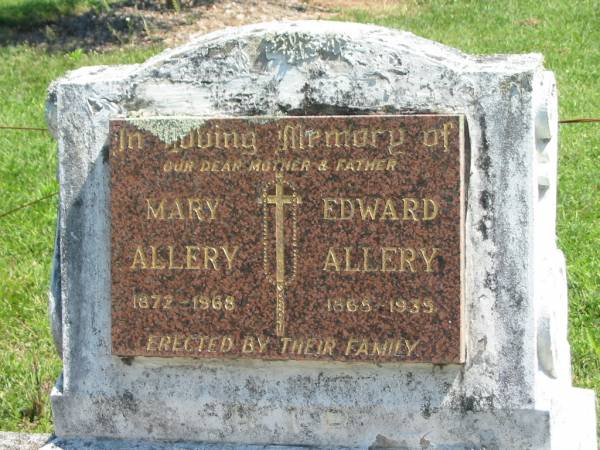 In Loving Memory of
OUR DEAR MOTHER & FATHER
MARY EDWARD
ALLERY ALLERY
1872-1968 1865-1935
ERECTED BY THEIR FAMILY